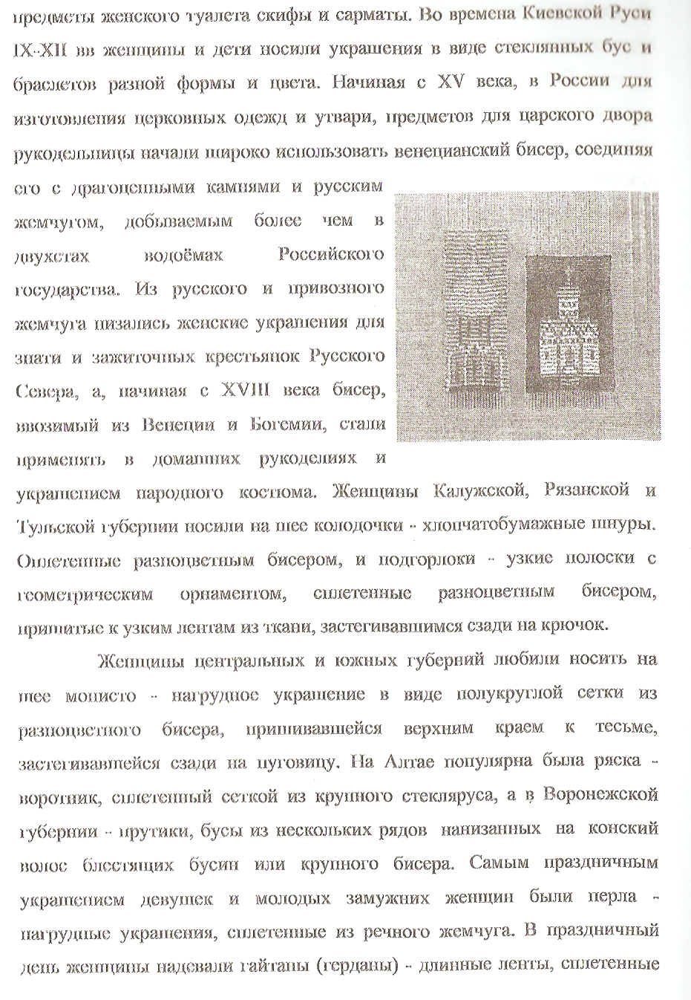 предметы женского туалета скифы и сарматы. Во времена Киевской Руси
IX-XII вв женщины и дети носили украшения в виде стеклянных бус и
браслетов разной формы и цвета. Начиная с XV века, в России для
изготовления церковных одежд и утвари, предметов для царского двора
рукодельницы начали широко использовать венецианский бисер, соединяя
его с драгоценными камнями и русским
жемчугом, добываемым более чем в
двухстах водоёмах Российского
государства. Из русского и привозного
жемчуга низались женские украшения для
знати и зажиточных крестьянок Русского
Севера, а, начиная с XVIII века бисер,
ввозимый из Венеции и Богемии, стали
применять в домашних рукоделиях и
украшением народного костюма. Женщины Калужской, Рязанской и
Тульской губернии носили на шее колодочки - хлопчатобумажные шнуры.
Оплетенные разноцветным бисером, и подгорлоки - узкие полоски с
геометрическим орнаментом, сплетенные разноцветным бисером,
пришитые к узким лентам из ткани, застегивавшимся сзади на крючок.
Женщины центральных и южных губерний любили носить на
шее монисто - нагрудное украшение в виде полукруглой сетки из
разноцветного бисера, пришивавшейся верхним краем к тесьме,
застегивавшейся сзади на пуговицу. На Алтае популярна была ряска -
воротник, сплетенный сеткой из крупного стекляруса, а в Воронежской
губернии - прутики, бусы из нескольких рядов нанизанных на конский
волос блестящих бусин или крупного бисера. Самым праздничным
украшением девушек и молодых замужних женщин были перла -
нагрудные украшения, сплетенные из речного жемчуга. В праздничный
день женщины надевали гайтаны (герданы) - длинные ленты, сплетенные